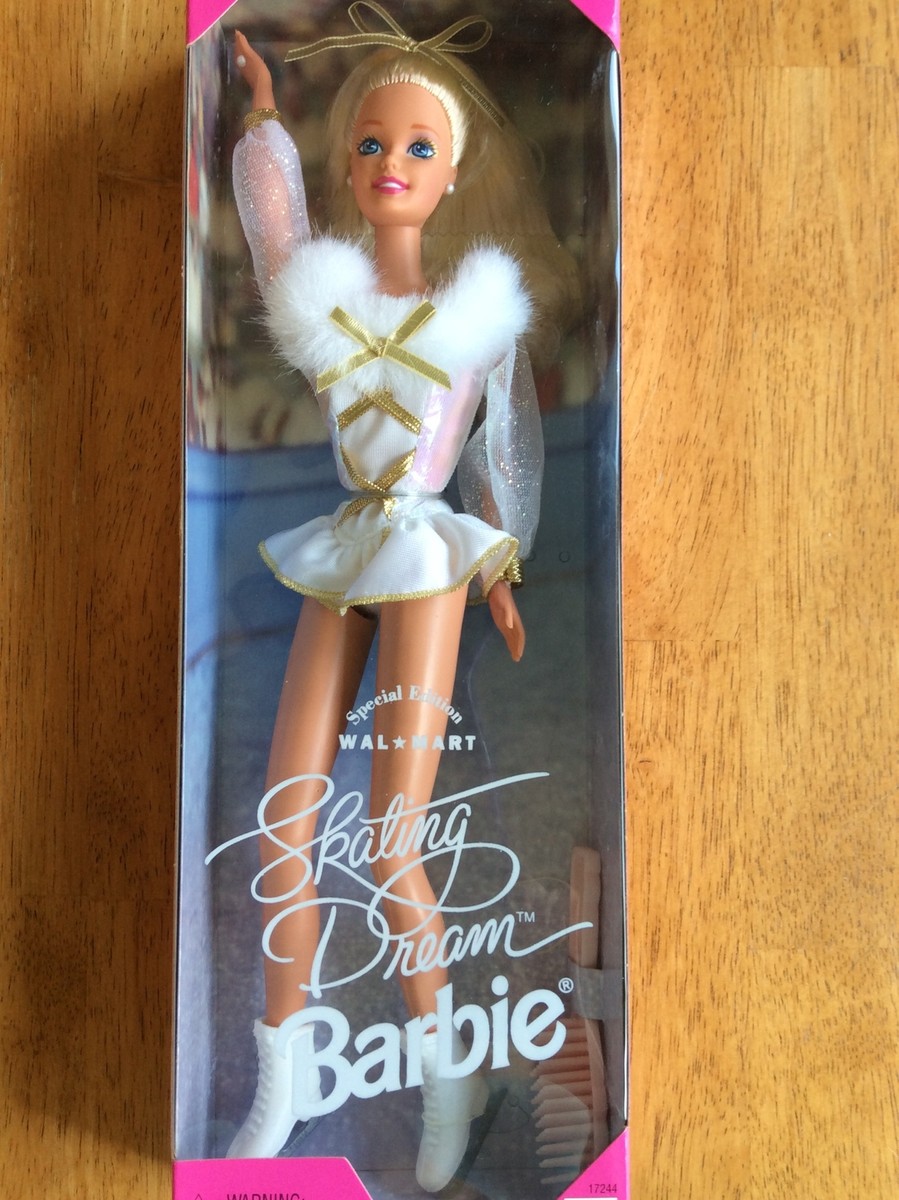 Special Edition
WAL★MART
Skating
Dream™
Barbie®
WARNING:
17244